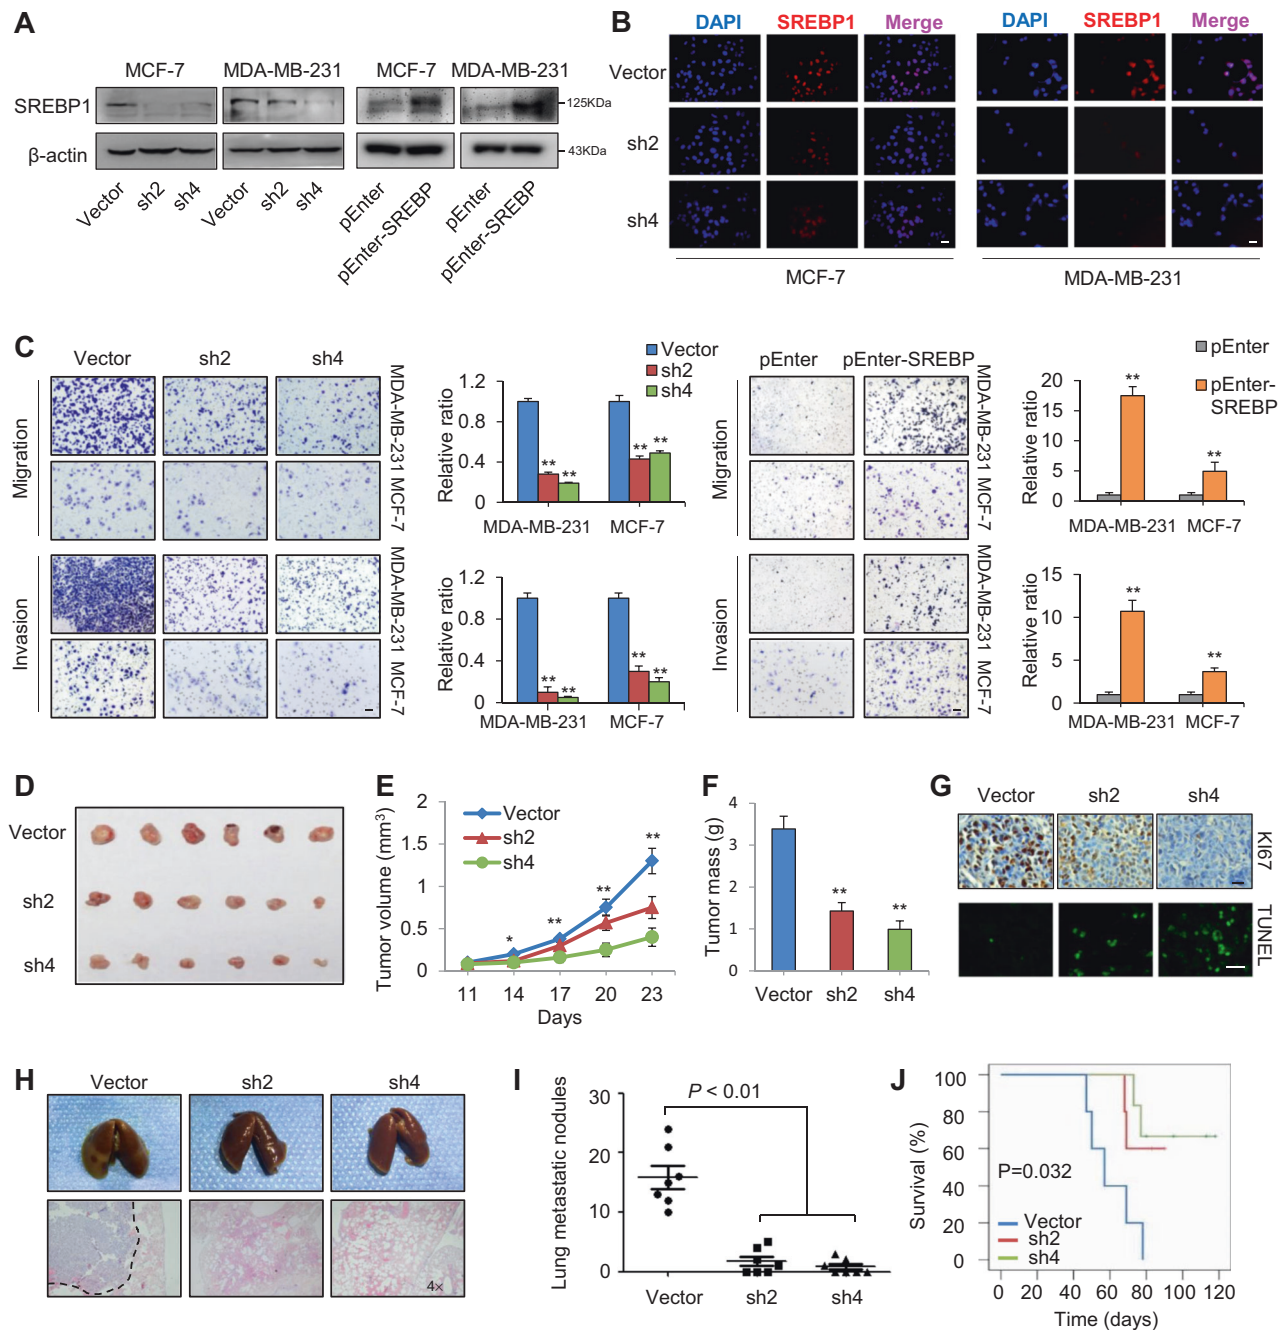 A
MCF-7 MDA-MB-231 MCF-7 MDA-MB-231
SREBP1
125KDa
β-actin
43KDa
Vector sh2 sh4 Vector sh2 sh4 pEnter pEnter-SREBP pEnter pEnter-SREBP
B
DAPI SREBP1 Merge DAPI SREBP1 Merge
Vector
sh2
sh4
MCF-7 MDA-MB-231
C
Vector sh2 sh4
Migration
Invasion
MDA-MB-231 MCF-7
MDA-MB-231 MCF-7
Vector
sh2
sh4
Relative ratio
1.2
0.8
0.4
0
** ** ** **
MDA-MB-231 MCF-7
Relative ratio
1.2
0.8
0.4
0
** ** ** **
MDA-MB-231 MCF-7
pEnter pEnter-SREBP
Migration
Invasion
MDA-MB-231 MCF-7
MDA-MB-231 MCF-7
pEnter
pEnter-
SREBP
Relative ratio
20
15
10
5
0
** **
MDA-MB-231 MCF-7
Relative ratio
15
10
5
0
** **
MDA-MB-231 MCF-7
D
Vector
sh2
sh4
E
Tumor volume (mm³)
2
1.5
1
0.5
0
Vector
sh2
sh4
* ** ** **
11 14 17 20 23
Days
F
Tumor mass (g)
4
3
2
1
0
** **
Vector sh2 sh4
G
Vector sh2 sh4
KI67
TUNEL
H
Vector sh2 sh4
4×
I
Lung metastatic nodules
30
20
10
0
P < 0.01
Vector sh2 sh4
J
Survival (%)
100
80
60
40
20
0
P=0.032
Vector
sh2
sh4
0 20 40 60 80 100 120
Time (days)